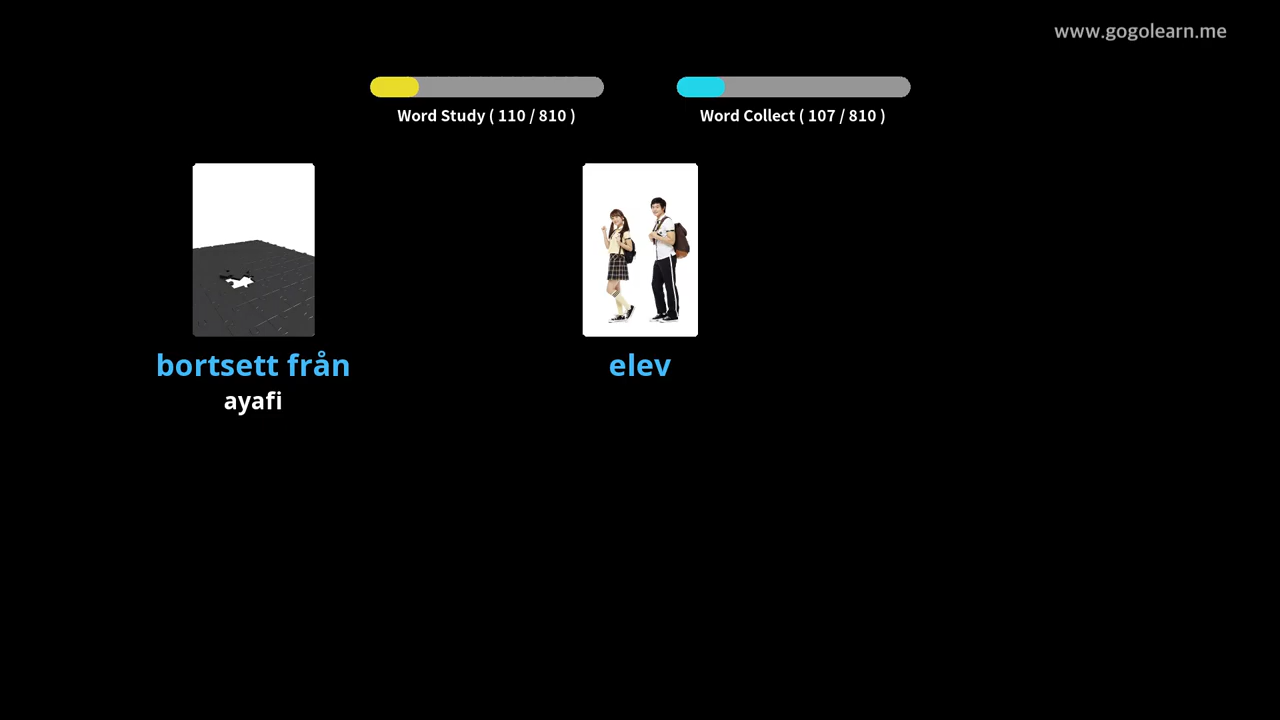 www.gogolearn.me
Word Study ( 110 / 810 )
Word Collect ( 107 / 810 )
bortsett från
ayafi
elev